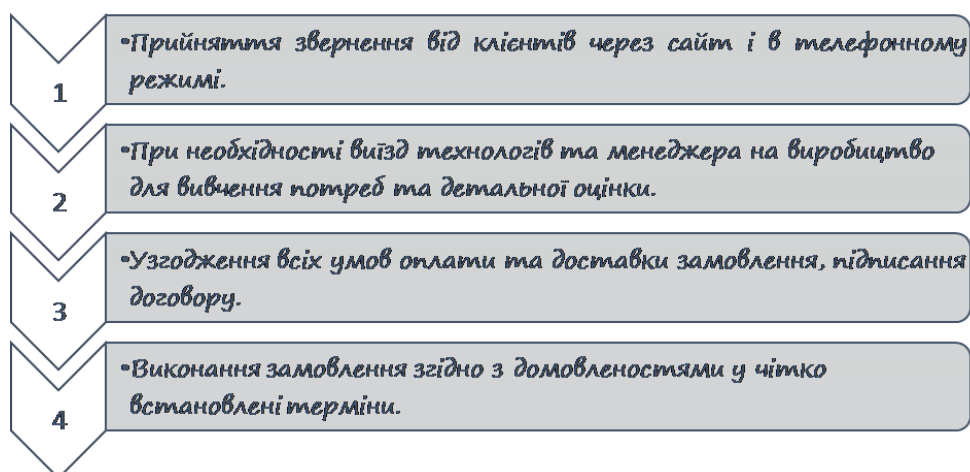 1
•Прийняття звернення від клієнтів через сайт і в телефонному
режимі.
2
•При необхідності виїзд технологів та менеджера на виробицтво
для вивчення потреб та детальної оцінки.
3
•Узгодження всіх умов оплати та доставки замовлення, підписання
договору.
4
•Виконання замовлення згідно з домовленостями у чітко
встановлені терміни.